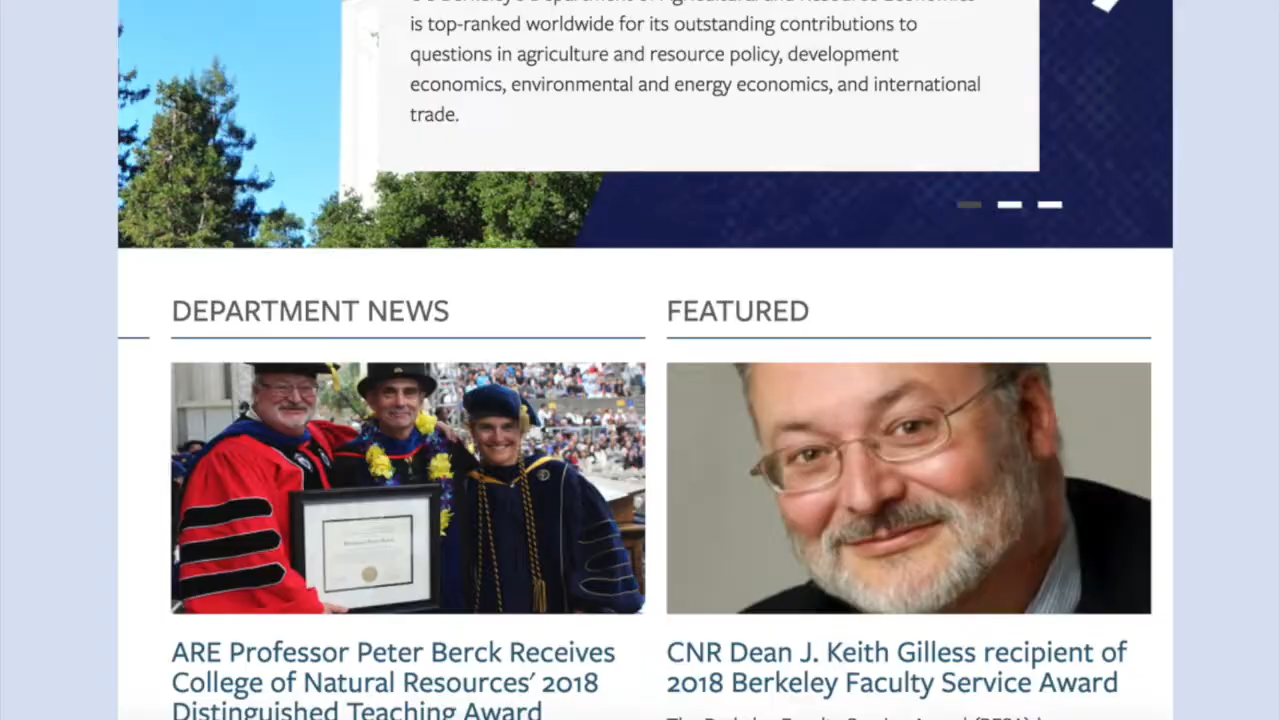 is top-ranked worldwide for its outstanding contributions to
questions in agriculture and resource policy, development
economics, environmental and energy economics, and international
trade.
DEPARTMENT NEWS
FEATURED
ARE Professor Peter Berck Receives
College of Natural Resources' 2018
Distinguished Teaching Award
CNR Dean J. Keith Gilless recipient of
2018 Berkeley Faculty Service Award